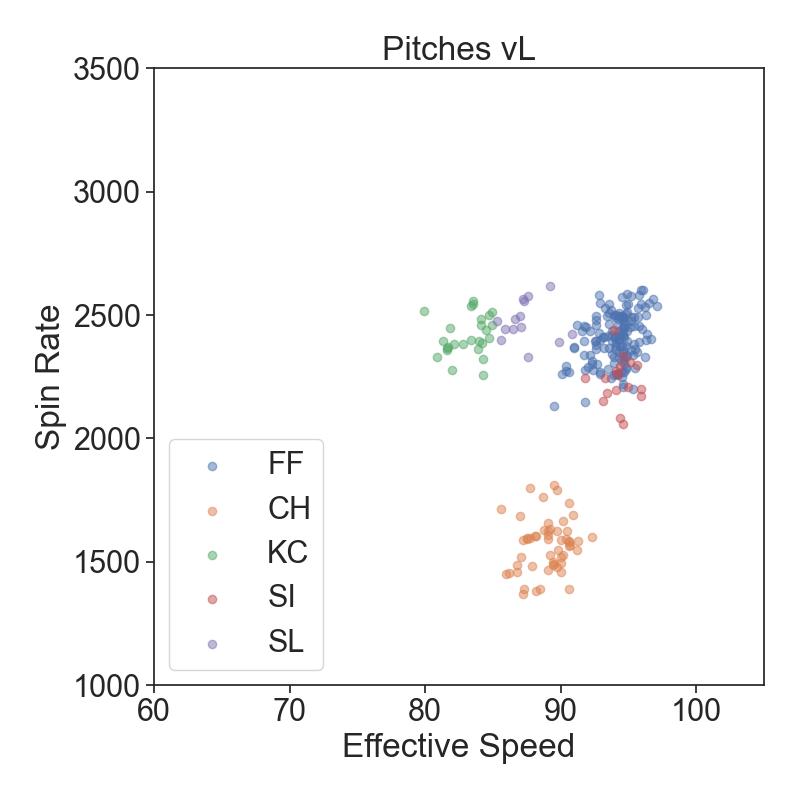 Pitches vL
3500
3000
2500
2000
1500
1000
Spin Rate
FF
CH
KC
SI
SL
60 70 80 90 100
Effective Speed